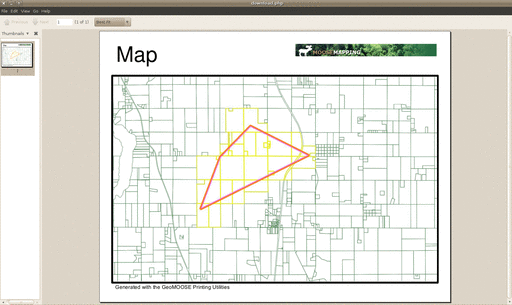 download.php
File Edit View Go Help
Previous Next 1 (1 of 1) Best Fit
Thumbnails
1
Map
MOOSE MAPPING
Generated with the GeoMOOSE Printing Utilities